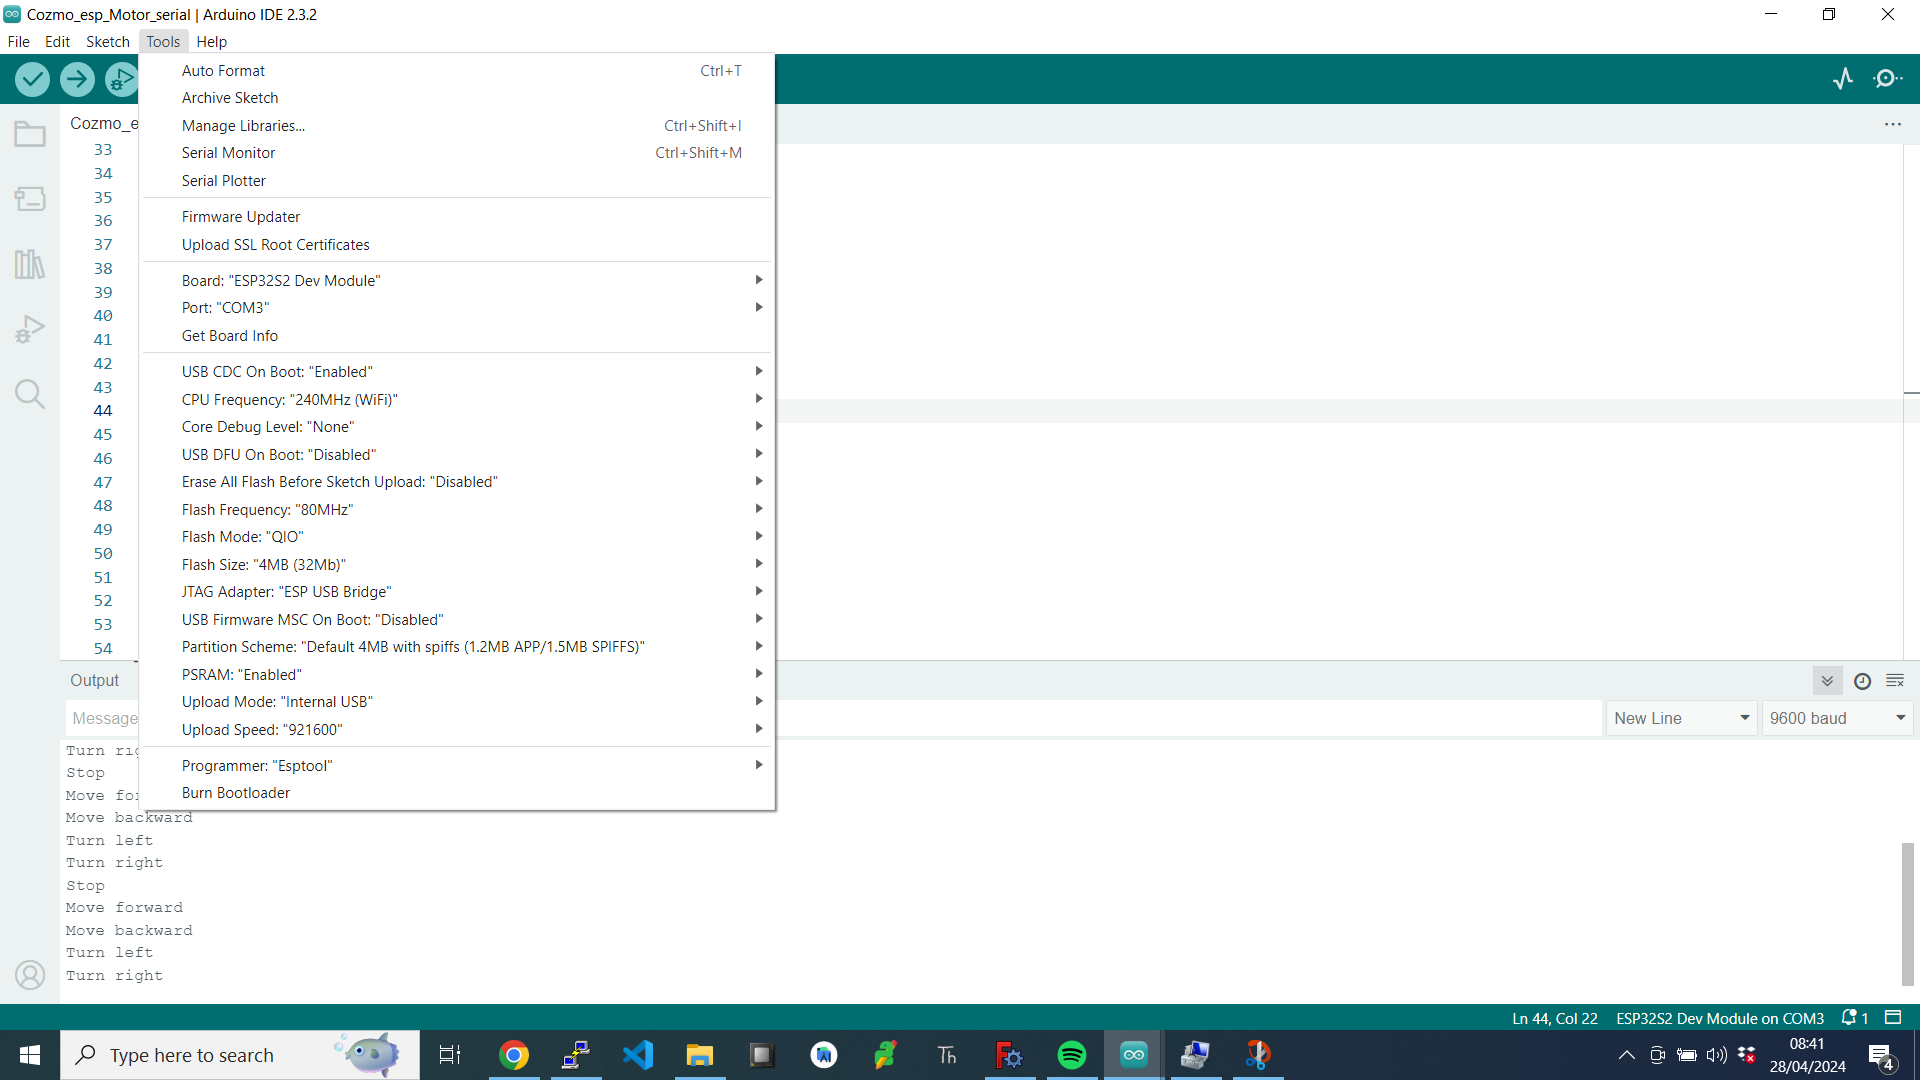 Cozmo_esp_Motor_serial | Arduino IDE 2.3.2
File Edit Sketch Tools Help
Auto Format Ctrl+T
Archive Sketch
Manage Libraries... Ctrl+Shift+I
Serial Monitor Ctrl+Shift+M
Serial Plotter
Firmware Updater
Upload SSL Root Certificates
Board: "ESP32S2 Dev Module"
Port: "COM3"
Get Board Info
USB CDC On Boot: "Enabled"
CPU Frequency: "240MHz (WiFi)"
Core Debug Level: "None"
USB DFU On Boot: "Disabled"
Erase All Flash Before Sketch Upload: "Disabled"
Flash Frequency: "80MHz"
Flash Mode: "QIO"
Flash Size: "4MB (32Mb)"
JTAG Adapter: "ESP USB Bridge"
USB Firmware MSC On Boot: "Disabled"
Partition Scheme: "Default 4MB with spiffs (1.2MB APP/1.5MB SPIFFS)"
PSRAM: "Enabled"
Upload Mode: "Internal USB"
Upload Speed: "921600"
Programmer: "Esptool"
Burn Bootloader
Cozmo_e
33
34
35
36
37
38
39
40
41
42
43
44
45
46
47
48
49
50
51
52
53
54
Output
Message
New Line 9600 baud
Turn rig
Stop
Move for
Move backward
Turn left
Turn right
Stop
Move forward
Move backward
Turn left
Turn right
Ln 44, Col 22 ESP32S2 Dev Module on COM3 1
Type here to search
Th
08:41
28/04/2024
4